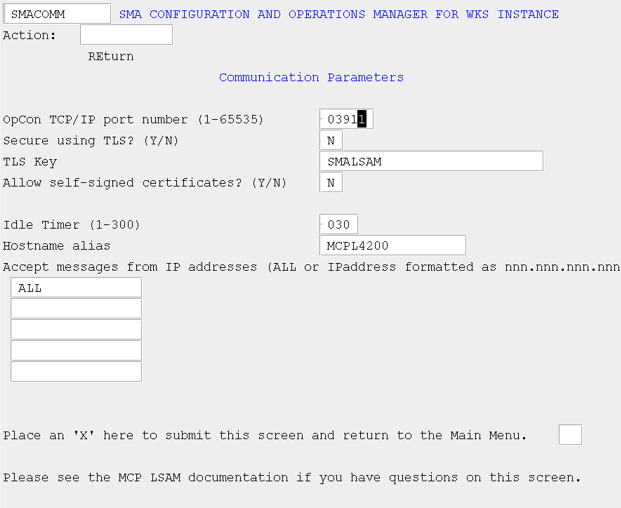 SMACOMM SMA CONFIGURATION AND OPERATIONS MANAGER FOR WKS INSTANCE
Action:
REturn
Communication Parameters
OpCon TCP/IP port number (1-65535) 03911
Secure using TLS? (Y/N) N
TLS Key SMALSAM
Allow self-signed certificates? (Y/N) N
Idle Timer (1-300) 030
Hostname alias MCPL4200
Accept messages from IP addresses (ALL or IPaddress formatted as nnn.nnn.nnn.nnn
ALL
Place an 'X' here to submit this screen and return to the Main Menu.
Please see the MCP LSAM documentation if you have questions on this screen.